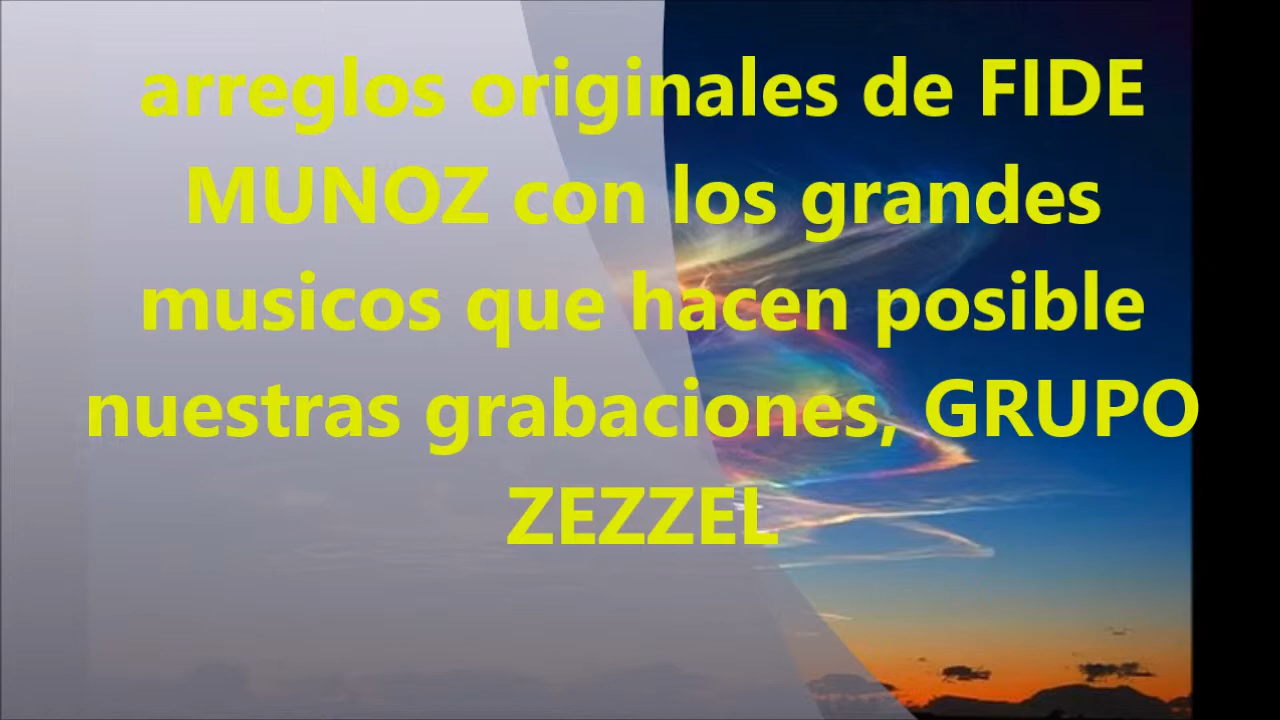 arreglos originales de FIDE
MUNOZ con los grandes
musicos que hacen posible
nuestras grabaciones, GRUPO
ZEZZEL